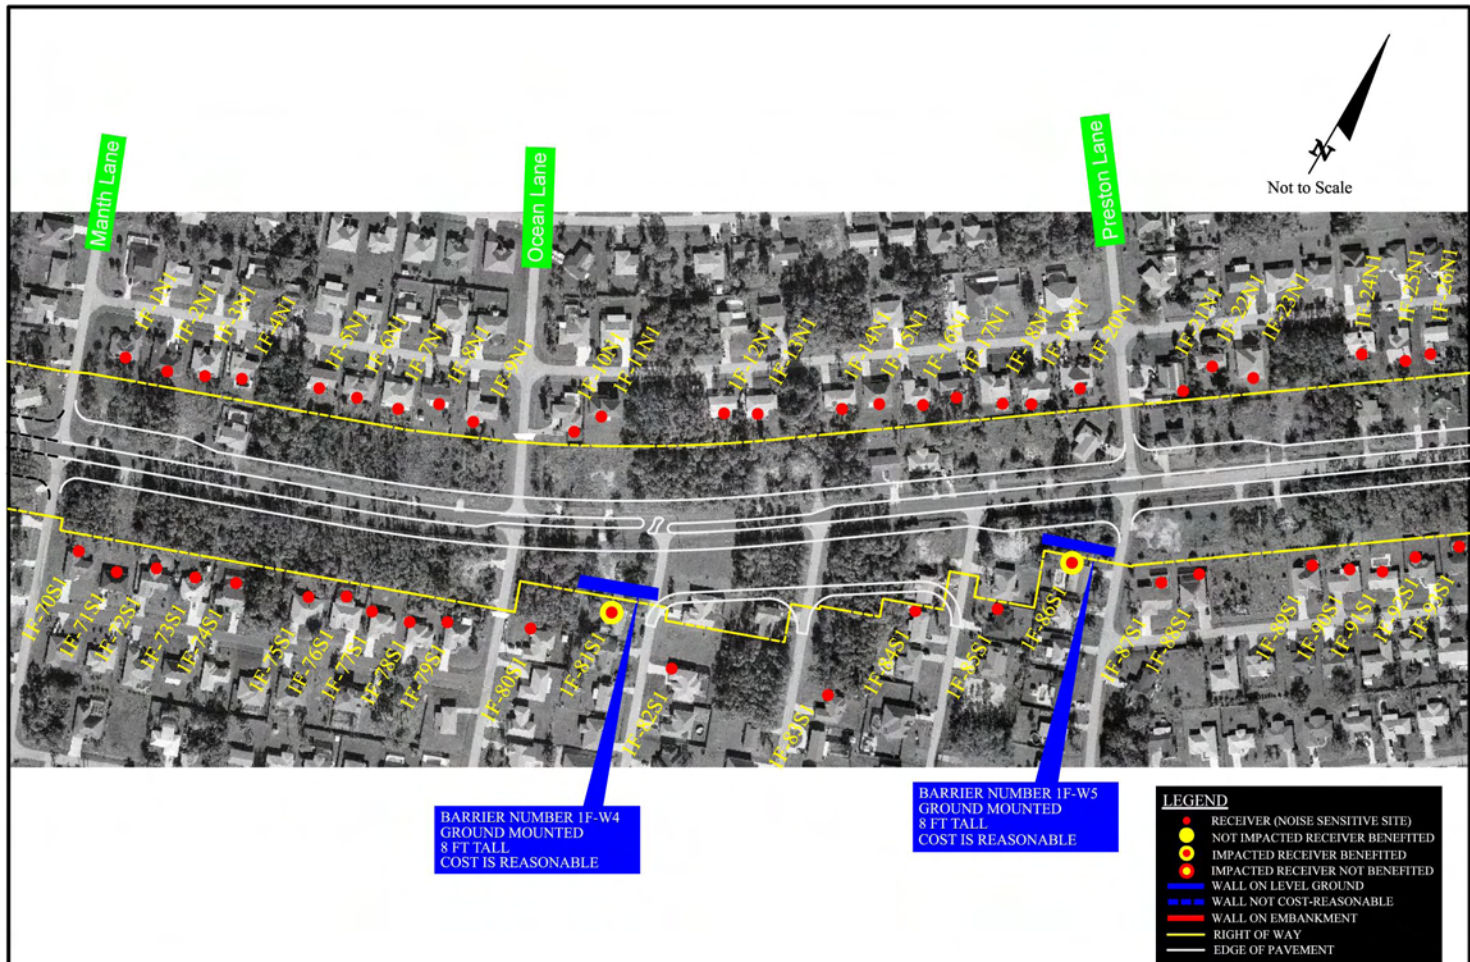 Manth Lane
Ocean Lane
Preston Lane
N
Not to Scale
1F-1N1
1F-2N1
1F-3N1
1F-4N1
1F-5N1
1F-6N1
1F-7N1
1F-8N1
1F-9N1
1F-10N1
1F-11N1
1F-12N1
1F-13N1
1F-14N1
1F-15N1
1F-16N1
1F-17N1
1F-18N1
1F-19N1
1F-20N1
1F-21N1
1F-22N1
1F-23N1
1F-24N1
1F-25N1
1F-26N1
1F-70S1
1F-71S1
1F-72S1
1F-73S1
1F-74S1
1F-75S1
1F-76S1
1F-77S1
1F-78S1
1F-79S1
1F-80S1
1F-81S1
1F-82S1
1F-83S1
1F-84S1
1F-85S1
1F-86S1
1F-87S1
1F-88S1
1F-89S1
1F-90S1
1F-91S1
1F-92S1
1F-93S1
BARRIER NUMBER 1F-W4
GROUND MOUNTED
8 FT TALL
COST IS REASONABLE
BARRIER NUMBER 1F-W5
GROUND MOUNTED
8 FT TALL
COST IS REASONABLE
LEGEND
RECEIVER (NOISE SENSITIVE SITE)
NOT IMPACTED RECEIVER BENEFITED
IMPACTED RECEIVER BENEFITED
IMPACTED RECEIVER NOT BENEFITED
WALL ON LEVEL GROUND
WALL NOT COST-REASONABLE
WALL ON EMBANKMENT
RIGHT OF WAY
EDGE OF PAVEMENT